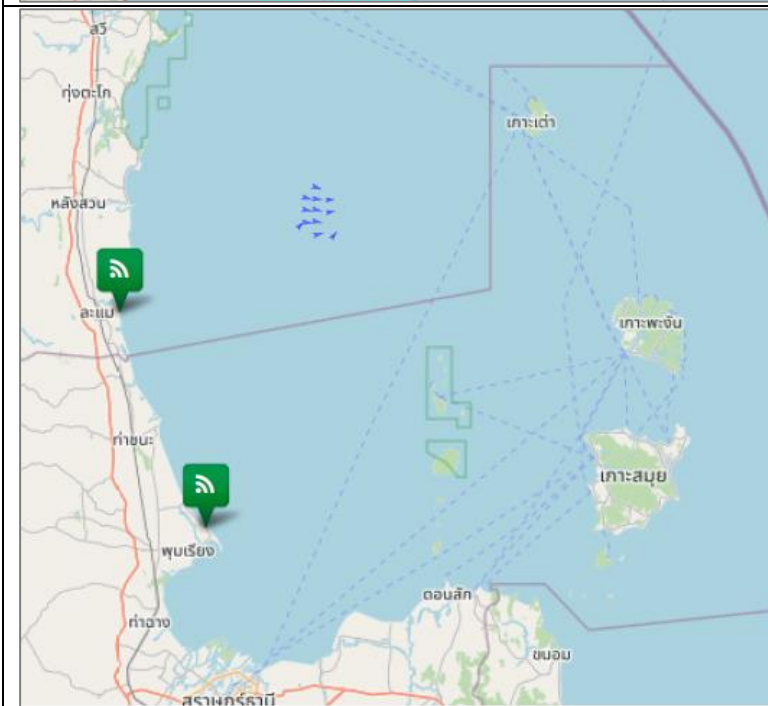 สวี
ทุ่งตะโก
เกาะเต่า
หลังสวน
ละแม
เกาะพะงัน
ท่าชนะ
เกาะสมุย
พุมเรียง
ดอนสัก
ท่าฉาง
ขนอม
สุราษฎร์ธานี